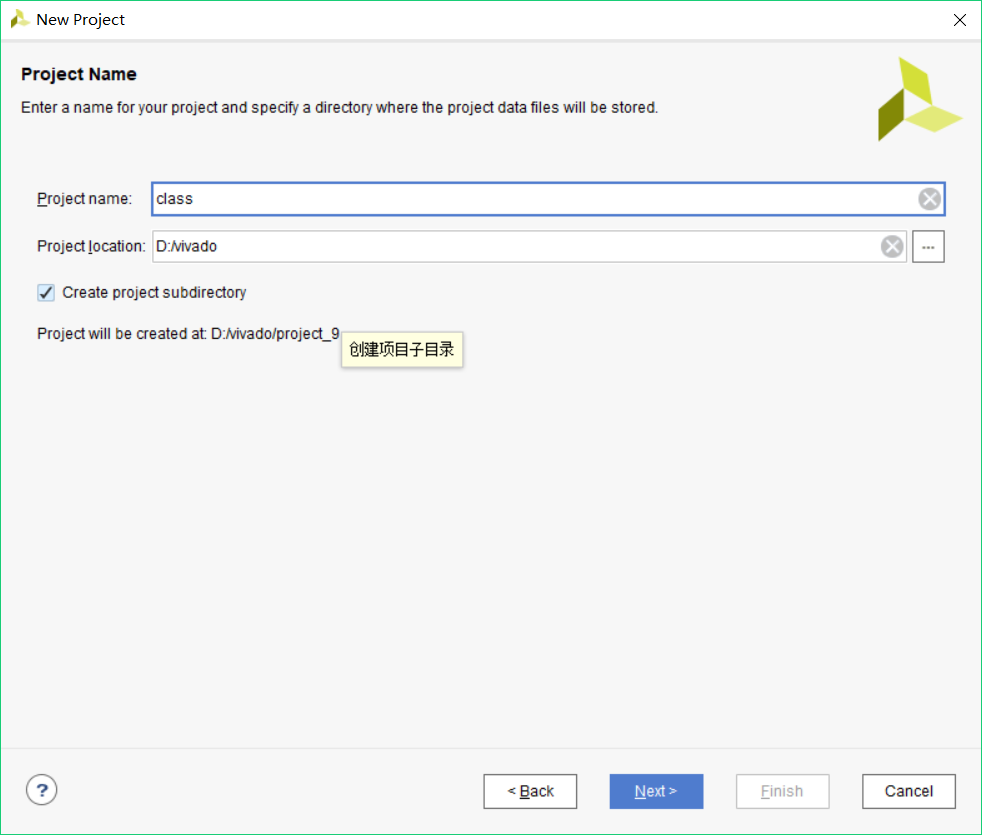 New Project
Project Name
Enter a name for your project and specify a directory where the project data files will be stored.
Project name: class
Project location: D:/vivado ...
Create project subdirectory
Project will be created at: D:/vivado/project_9
创建项目子目录
? < Back Next > Finish Cancel